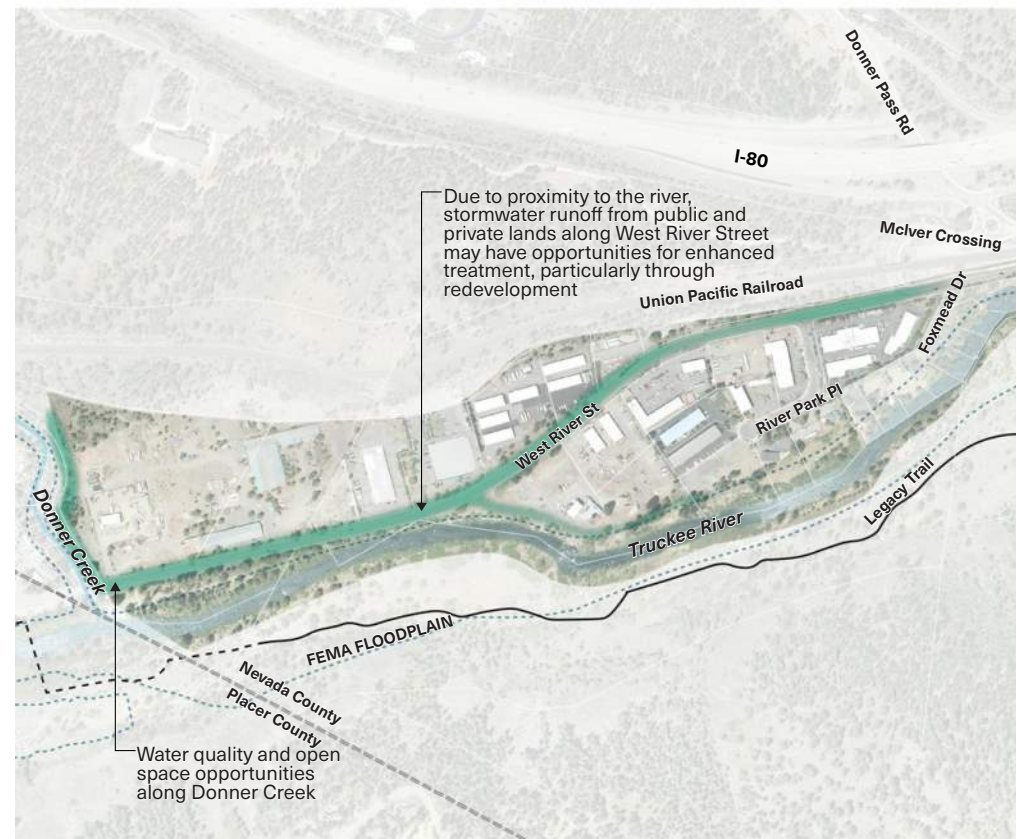 Donner Pass Rd
I-80
Due to proximity to the river,
stormwater runoff from public and
private lands along West River Street
may have opportunities for enhanced
treatment, particularly through
redevelopment
McIver Crossing
Union Pacific Railroad
Foxmead Dr
River Park Pl
West River St
Legacy Trail
Donner Creek
Truckee River
FEMA FLOODPLAIN
Nevada County
Placer County
Water quality and open
space opportunities
along Donner Creek